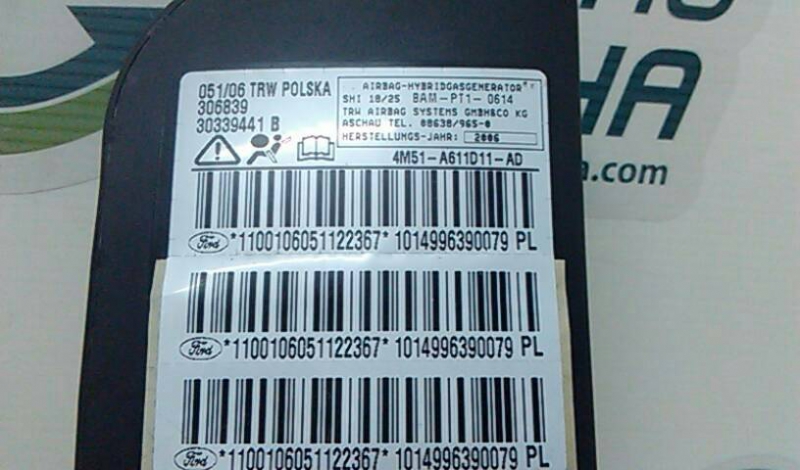 051/06 TRW POLSKA
306839
30339441 B
AIRBAG-HYBRIDGASGENERATOR
SHI 18/25 BAM-PT1-0614
TRW AIRBAG SYSTEMS GMBH&CO KG
ASCHAU TEL. 08638/965-0
HERSTELLUNGS-JAHR: 2006
4M51-A611D11-AD
Ford *1100106051122367* 1014996390079 PL
Ford *1100106051122367* 1014996390079 PL
Ford *1100106051122367* 1014996390079 PL
HA
.com